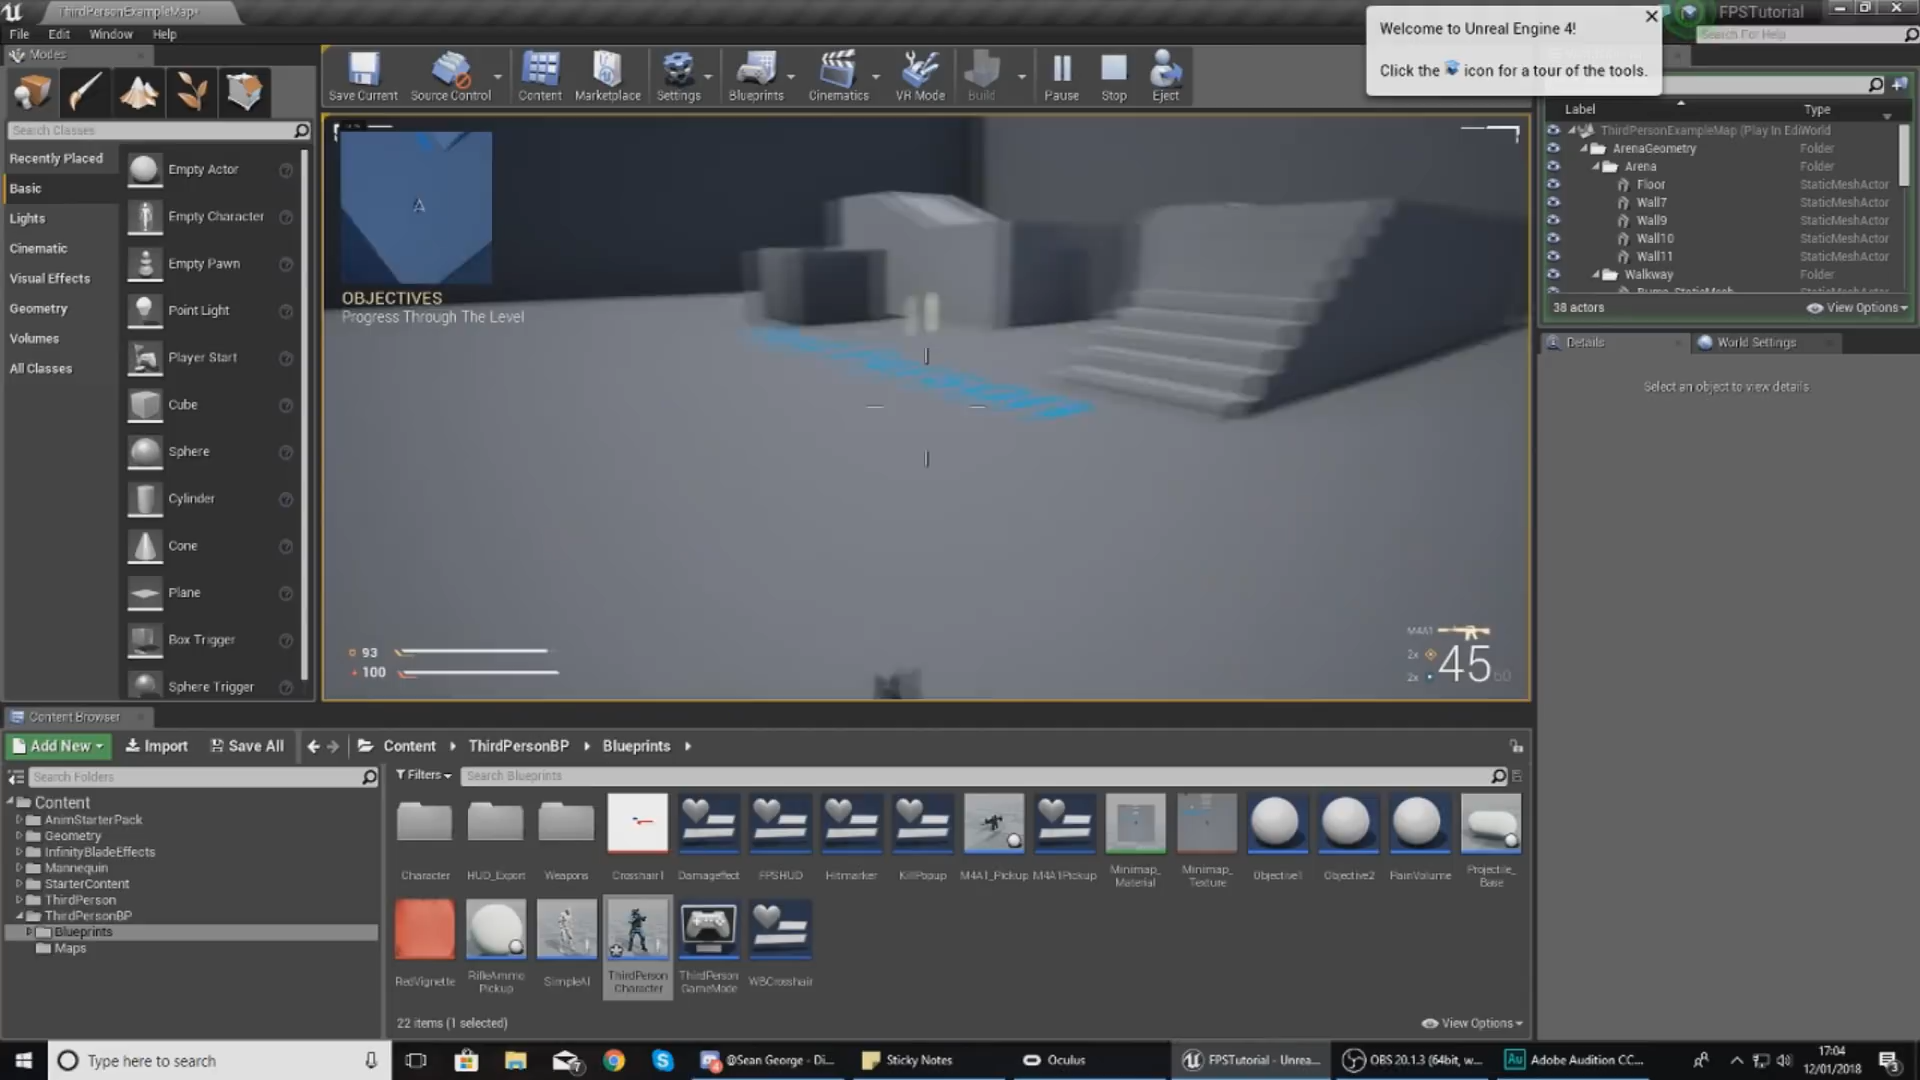 ThirdPersonExampleMap*
FPSTutorial
File Edit Window Help
Search For Help
Welcome to Unreal Engine 4!
Click the icon for a tour of the tools.
Modes
Save Current
Source Control
Content
Marketplace
Settings
Blueprints
Cinematics
VR Mode
Build
Pause
Stop
Eject
Search Classes
Recently Placed
Basic
Lights
Cinematic
Visual Effects
Geometry
Volumes
All Classes
Empty Actor
Empty Character
Empty Pawn
Point Light
Player Start
Cube
Sphere
Cylinder
Cone
Plane
Box Trigger
Sphere Trigger
OBJECTIVES
Progress Through The Level
93
100
M4A1
2x
45
60
2x
Label Type
ThirdPersonExampleMap (Play In Edi World
ArenaGeometry Folder
Arena Folder
Floor StaticMeshActor
Wall7 StaticMeshActor
Wall9 StaticMeshActor
Wall10 StaticMeshActor
Wall11 StaticMeshActor
Walkway Folder
Bump_StaticMesh StaticMeshActor
38 actors View Options
Details World Settings
Select an object to view details
Content Browser
Add New Import Save All Content ThirdPersonBP Blueprints
Search Folders
Filters Search Blueprints
Content
AnimStarterPack
Geometry
InfinityBladeEffects
Mannequin
StarterContent
ThirdPerson
ThirdPersonBP
Blueprints
Maps
Character
HUD_Export
Weapons
Crosshair1
Damageffect
FPSHUD
Hitmarker
KillPopup
M4A1_Pickup
M4A1Pickup
Minimap_
Material
Minimap_
Texture
Objective1
Objective2
PainVolume
Projectile_
Base
RedVignette
RifleAmmo
Pickup
SimpleAI
ThirdPerson
Character
ThirdPerson
GameMode
WBCrosshair
22 items (1 selected) View Options
Type here to search
7
4
@Sean George - Di...
Sticky Notes
Oculus
FPSTutorial - Unrea...
OBS 20.1.3 (64bit, w...
Au Adobe Audition CC...
17:04
12/01/2018
3